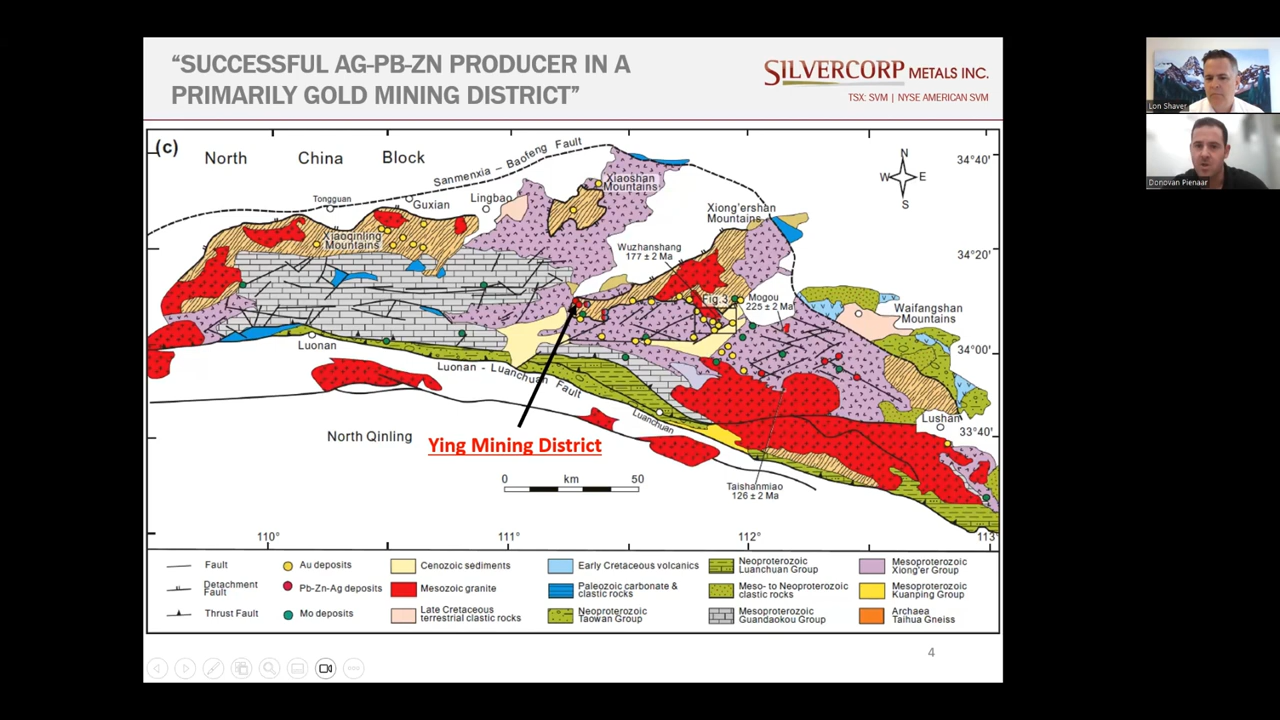 “SUCCESSFUL AG-PB-ZN PRODUCER IN A
PRIMARILY GOLD MINING DISTRICT”
SILVERCORP METALS INC.
TSX: SVM | NYSE AMERICAN SVM
Lon Shaver
Donovan Pienaar
(c)
North China Block
Sanmenxia – Baofeng Fault
N
W E
S
34°40'
34°20'
34°00'
33°40'
Tongguan
Guxian
Lingbao
Xiaoshan
Mountains
Xiaoqinling
Mountains
Xiong'ershan
Mountains
Wuzhanshang
177 ± 2 Ma
Fig.3
Mogou
225 ± 2 Ma
Waifangshan
Mountains
Luonan
Luonan - Luanchuan Fault
Luanchuan
Lushan
North Qinling
Ying Mining District
Taishanmiao
126 ± 2 Ma
0 km 50
110° 111° 112° 113°
Fault
Detachment
Fault
Thrust Fault
Au deposits
Pb-Zn-Ag deposits
Mo deposits
Cenozoic sediments
Mesozoic granite
Late Cretaceous
terrestrial clastic rocks
Early Cretaceous volcanics
Paleozoic carbonate &
clastic rocks
Neoproterozoic
Taowan Group
Neoproterozoic
Luanchuan Group
Meso- to Neoproterozoic
clastic rocks
Mesoproterozoic
Guandaokou Group
Mesoproterozoic
Xiong'er Group
Mesoproterozoic
Kuanping Group
Archaea
Taihua Gneiss
4